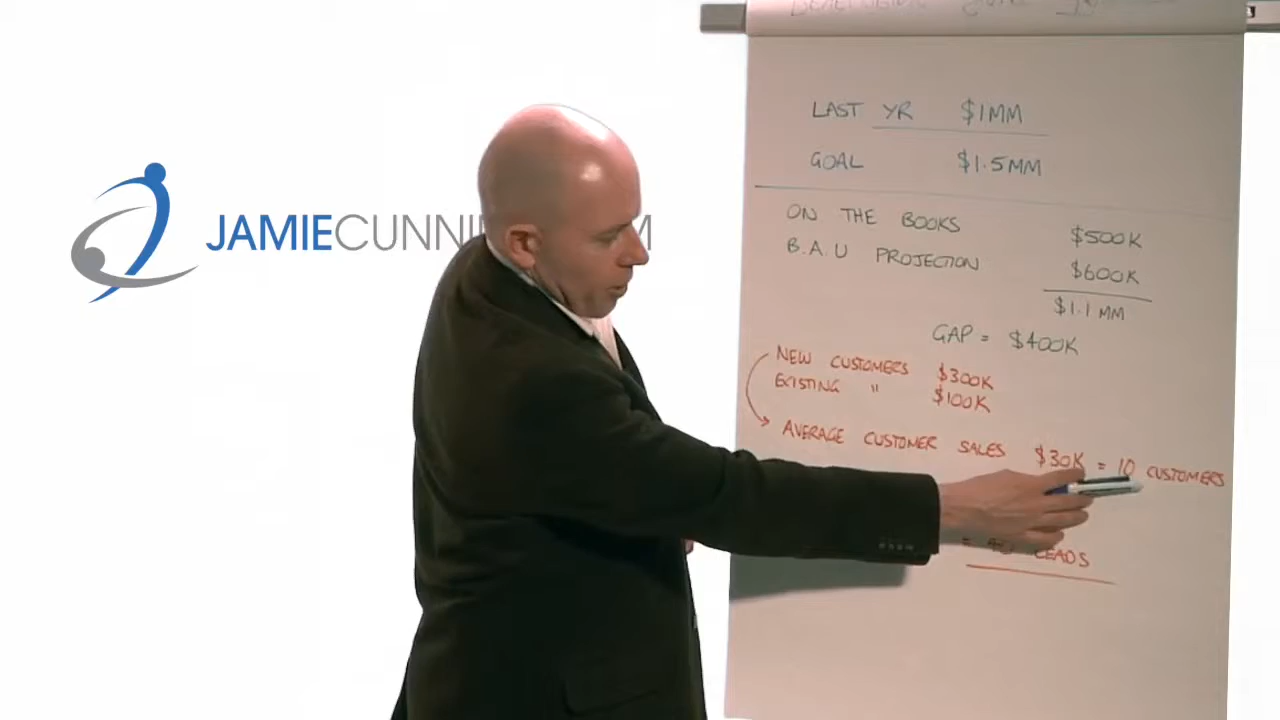 JAMIECUNNIN
LAST YR $1MM
GOAL $1.5MM
ON THE BOOKS $500K
B.A.U PROJECTION $600K
$1.1MM
GAP = $400K
NEW CUSTOMERS $300K
EXISTING " $100K
AVERAGE CUSTOMER SALES $30K = 10 CUSTOMERS
= LEADS